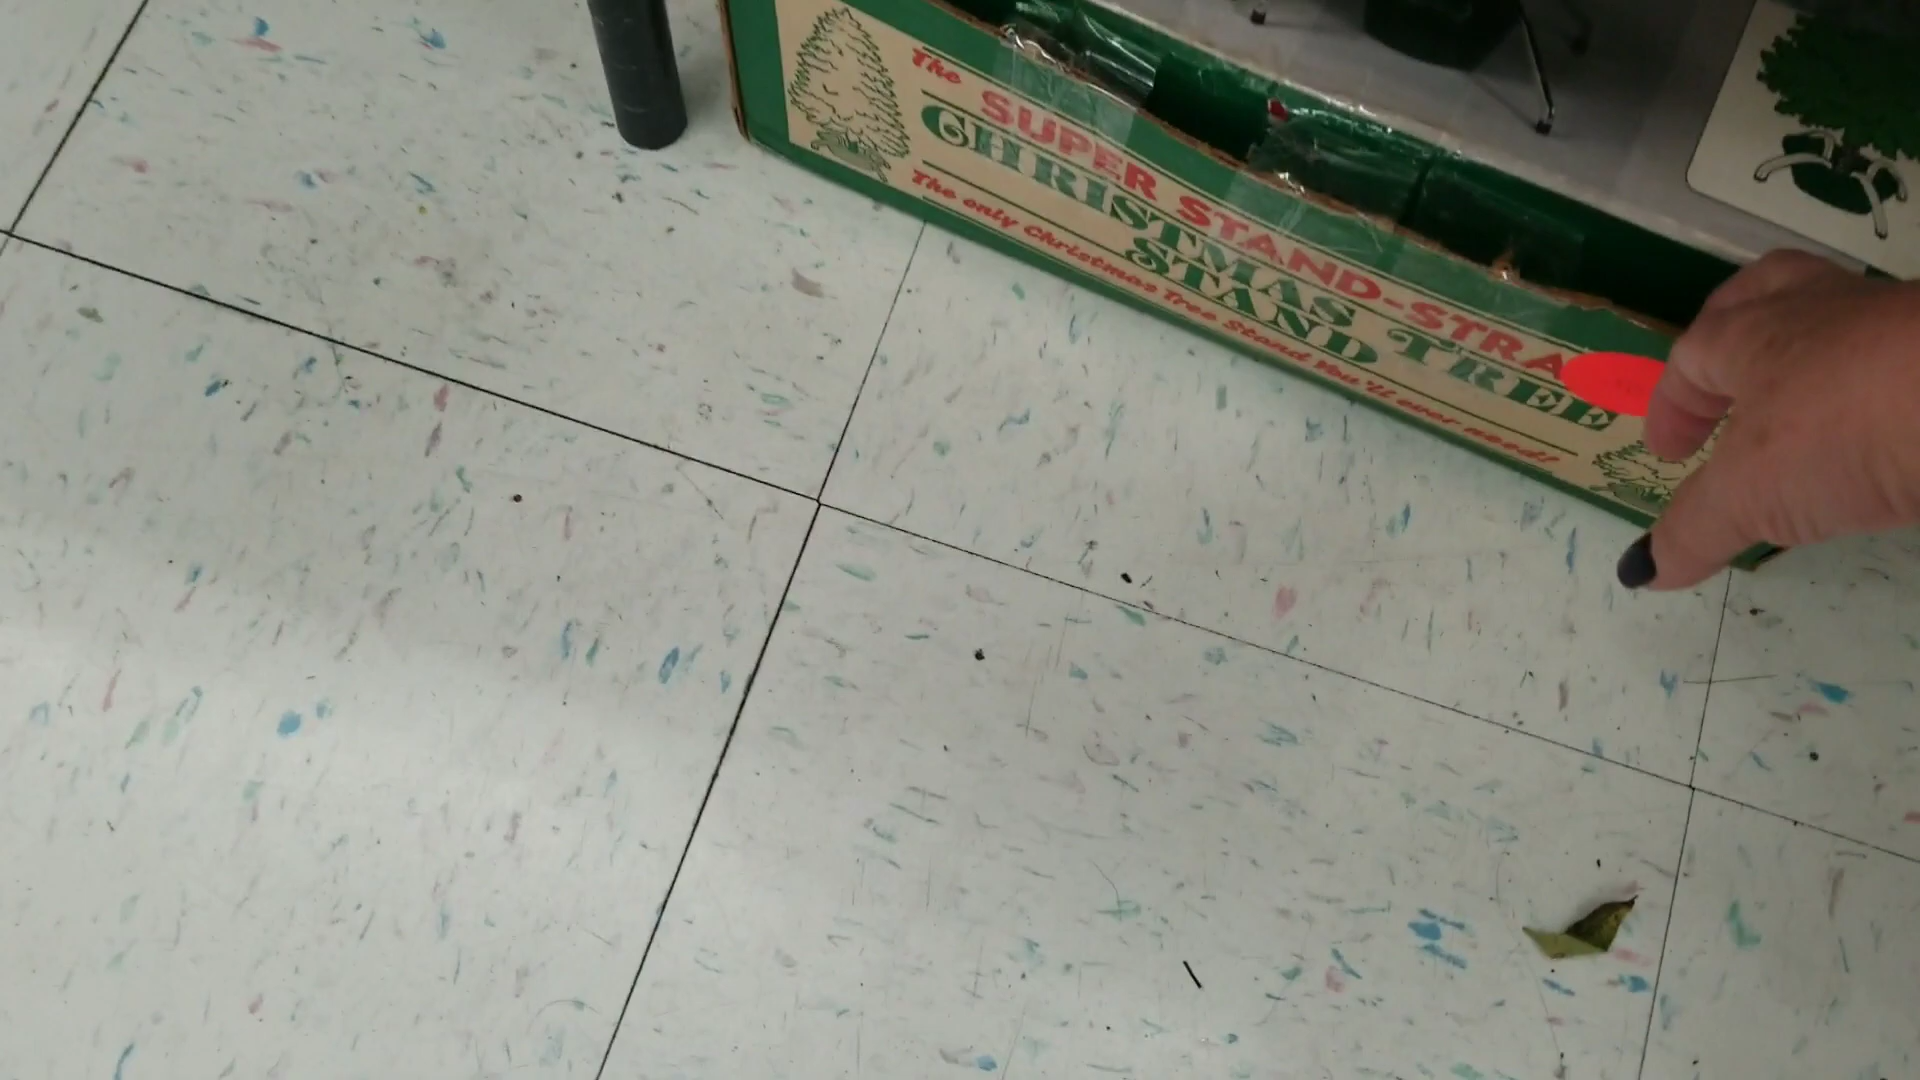 The
SUPER STAND-STRA
CHRISTMAS TREE
STAND
The only Christmas Tree Stand You'll ever need!